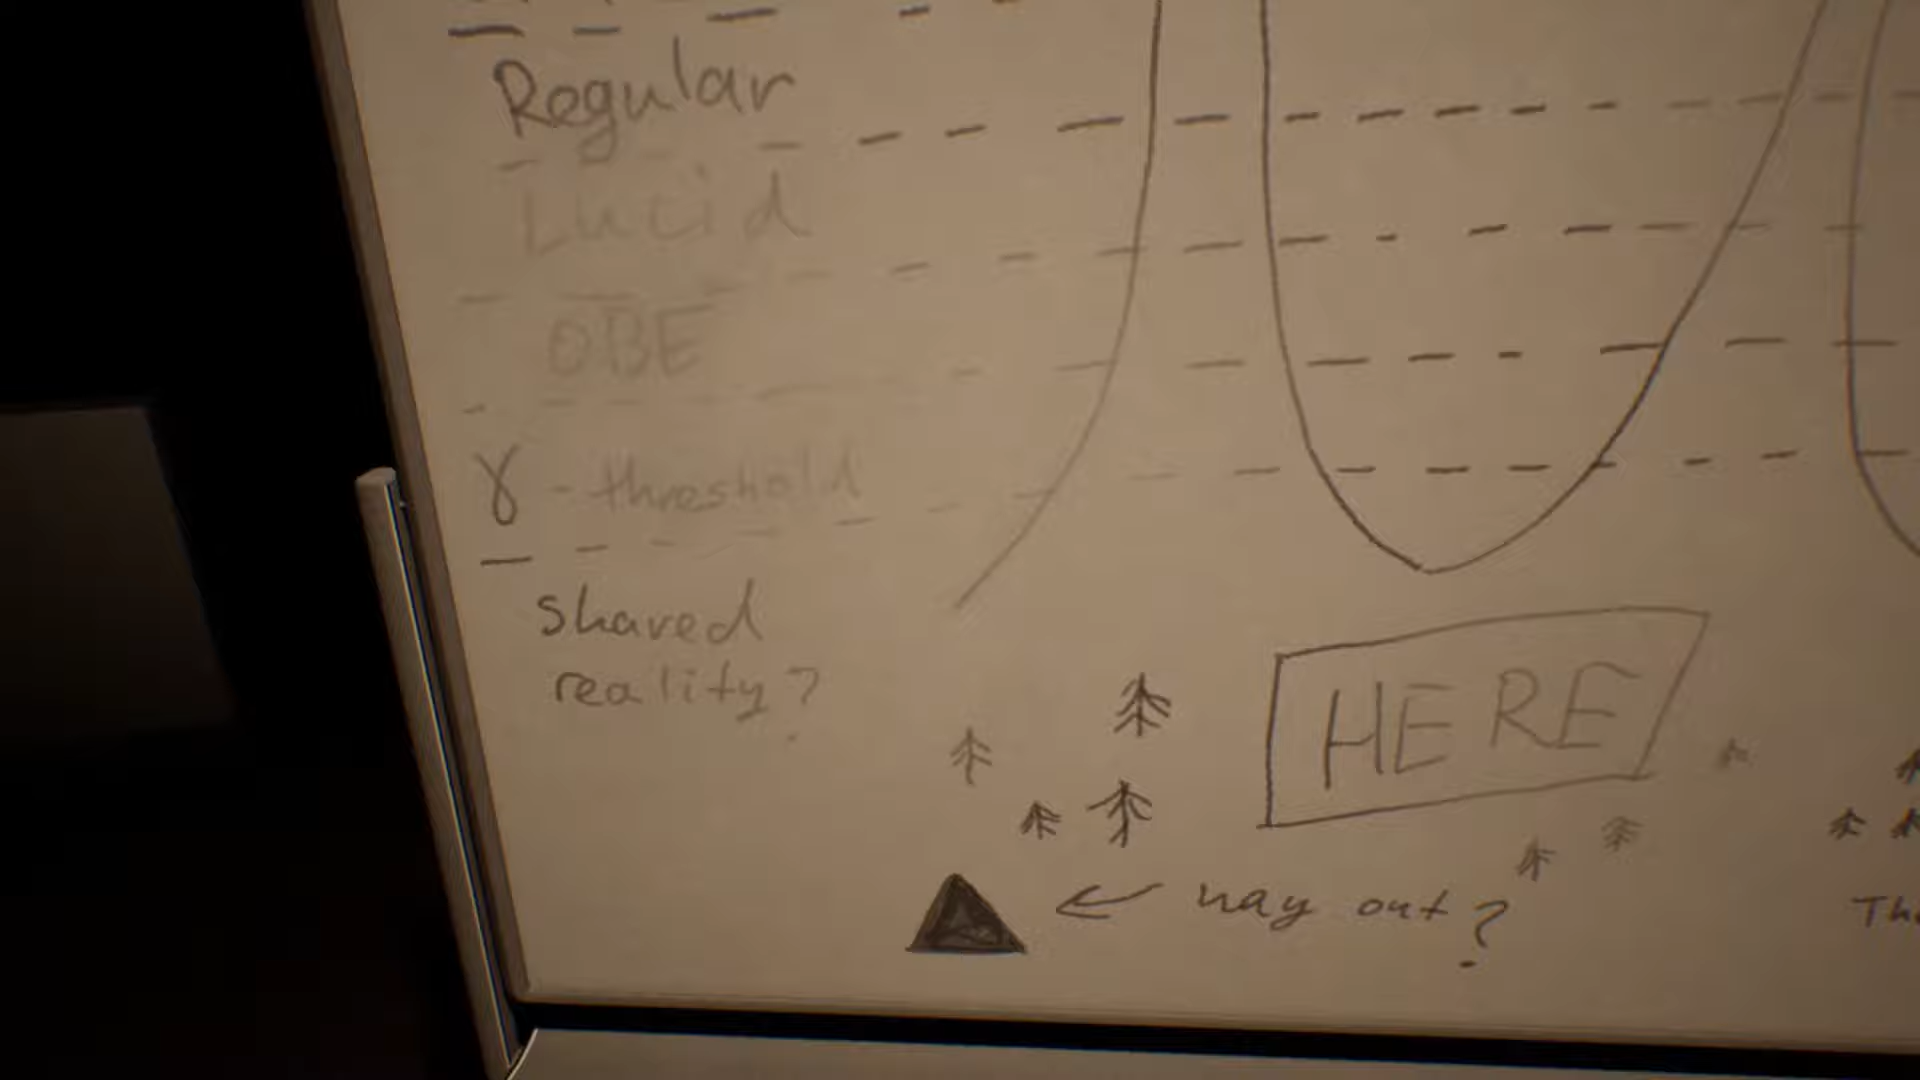 Regular
Lucid
OBE
γ - threshold
shared
reality?
HERE
way out?